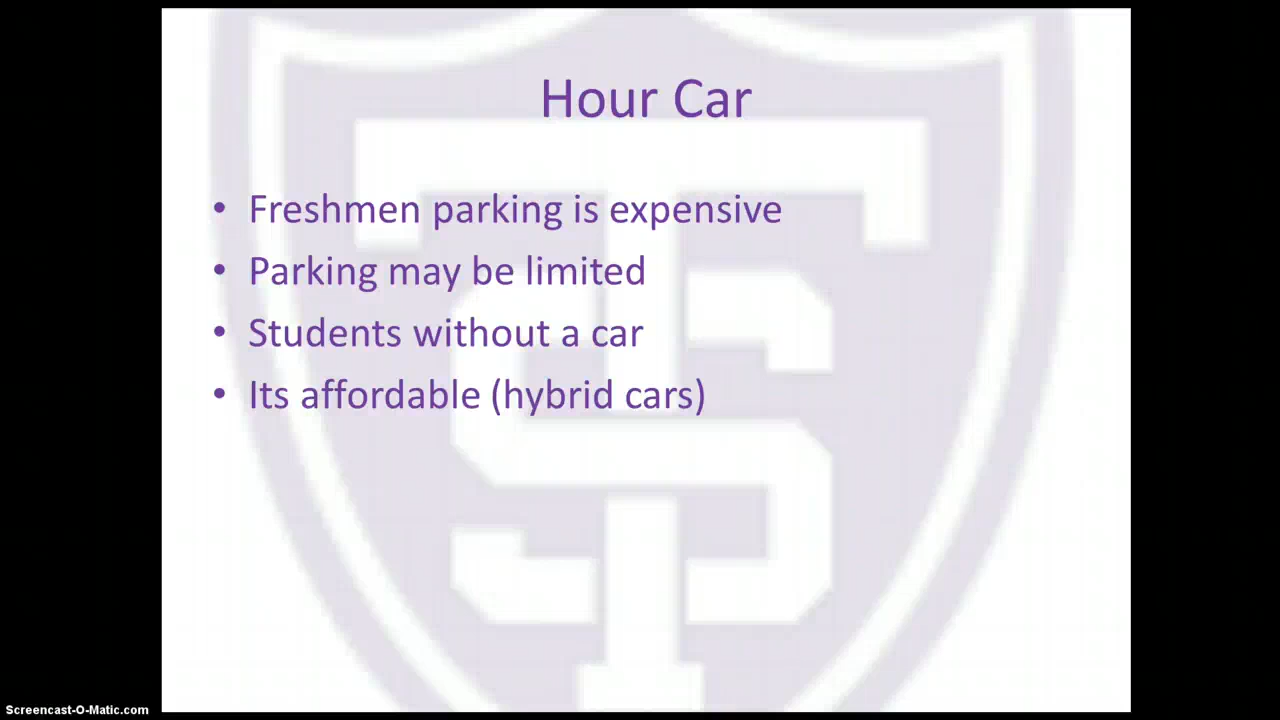 Hour Car
• Freshmen parking is expensive
• Parking may be limited
• Students without a car
• Its affordable (hybrid cars)
Screencast-O-Matic.com